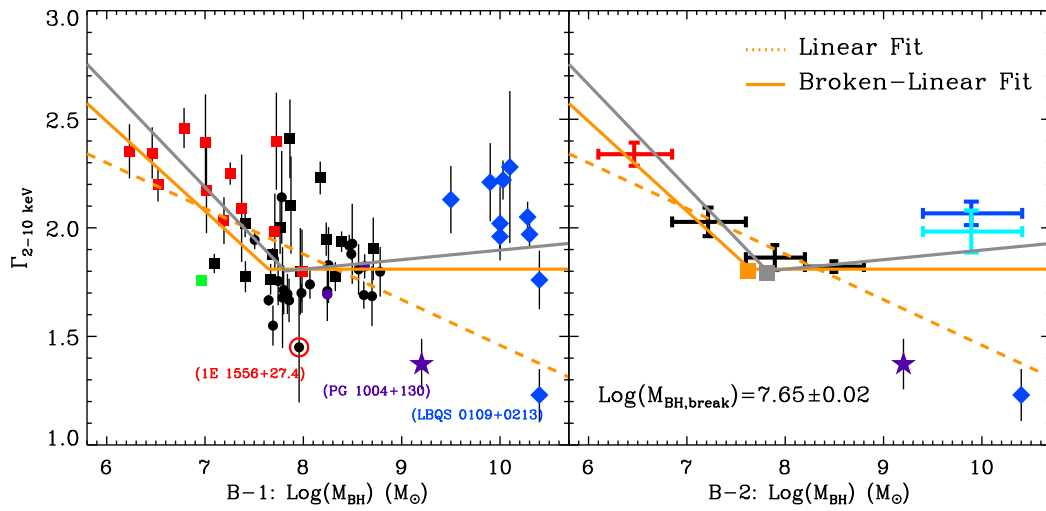 3.0
2.5
2.0
1.5
1.0
Γ2−10 keV
(1E 1556+27.4)
(PG 1004+130)
(LBQS 0109+0213)
6 7 8 9 10
B−1: Log(MBH) (M⊙)
Linear Fit
Broken−Linear Fit
Log(MBH,break)=7.65±0.02
6 7 8 9 10
B−2: Log(MBH) (M⊙)